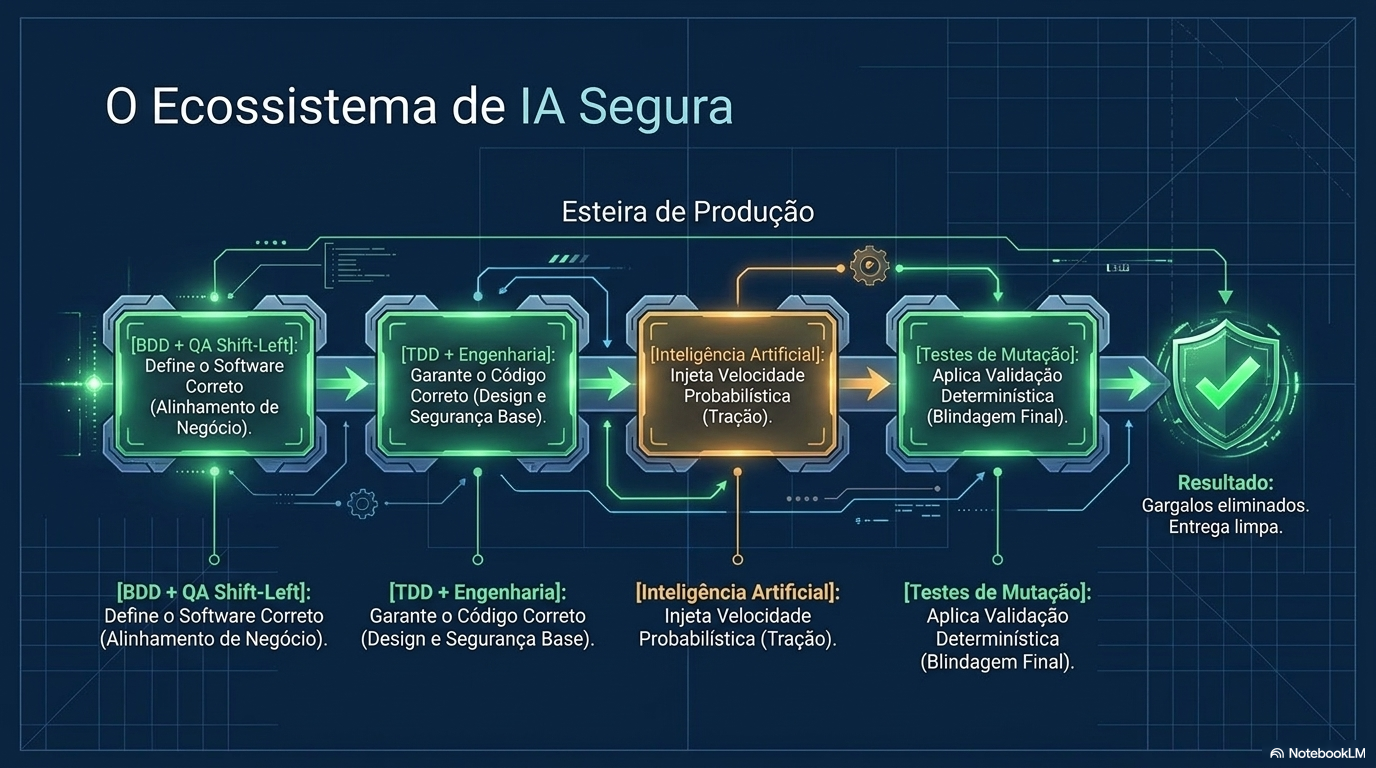 O Ecossistema de IA Segura
Esteira de Produção
[BDD + QA Shift-Left]:
Define o Software
Correto
(Alinhamento de
Negócio).
[TDD + Engenharia]:
Garante o Código
Correto (Design e
Segurança Base).
[Inteligência Artificial]:
Injeta Velocidade
Probabilística
(Tração).
[Testes de Mutação]:
Aplica Validação
Determinística
(Blindagem Final).
Resultado:
Gargalos eliminados.
Entrega limpa.
[BDD + QA Shift-Left]:
Define o Software Correto
(Alinhamento de Negócio).
[TDD + Engenharia]:
Garante o Código Correto
(Design e Segurança Base).
[Inteligência Artificial]:
Injeta Velocidade
Probabilística (Tração).
[Testes de Mutação]:
Aplica Validação
Determinística
(Blindagem Final).
NotebookLM